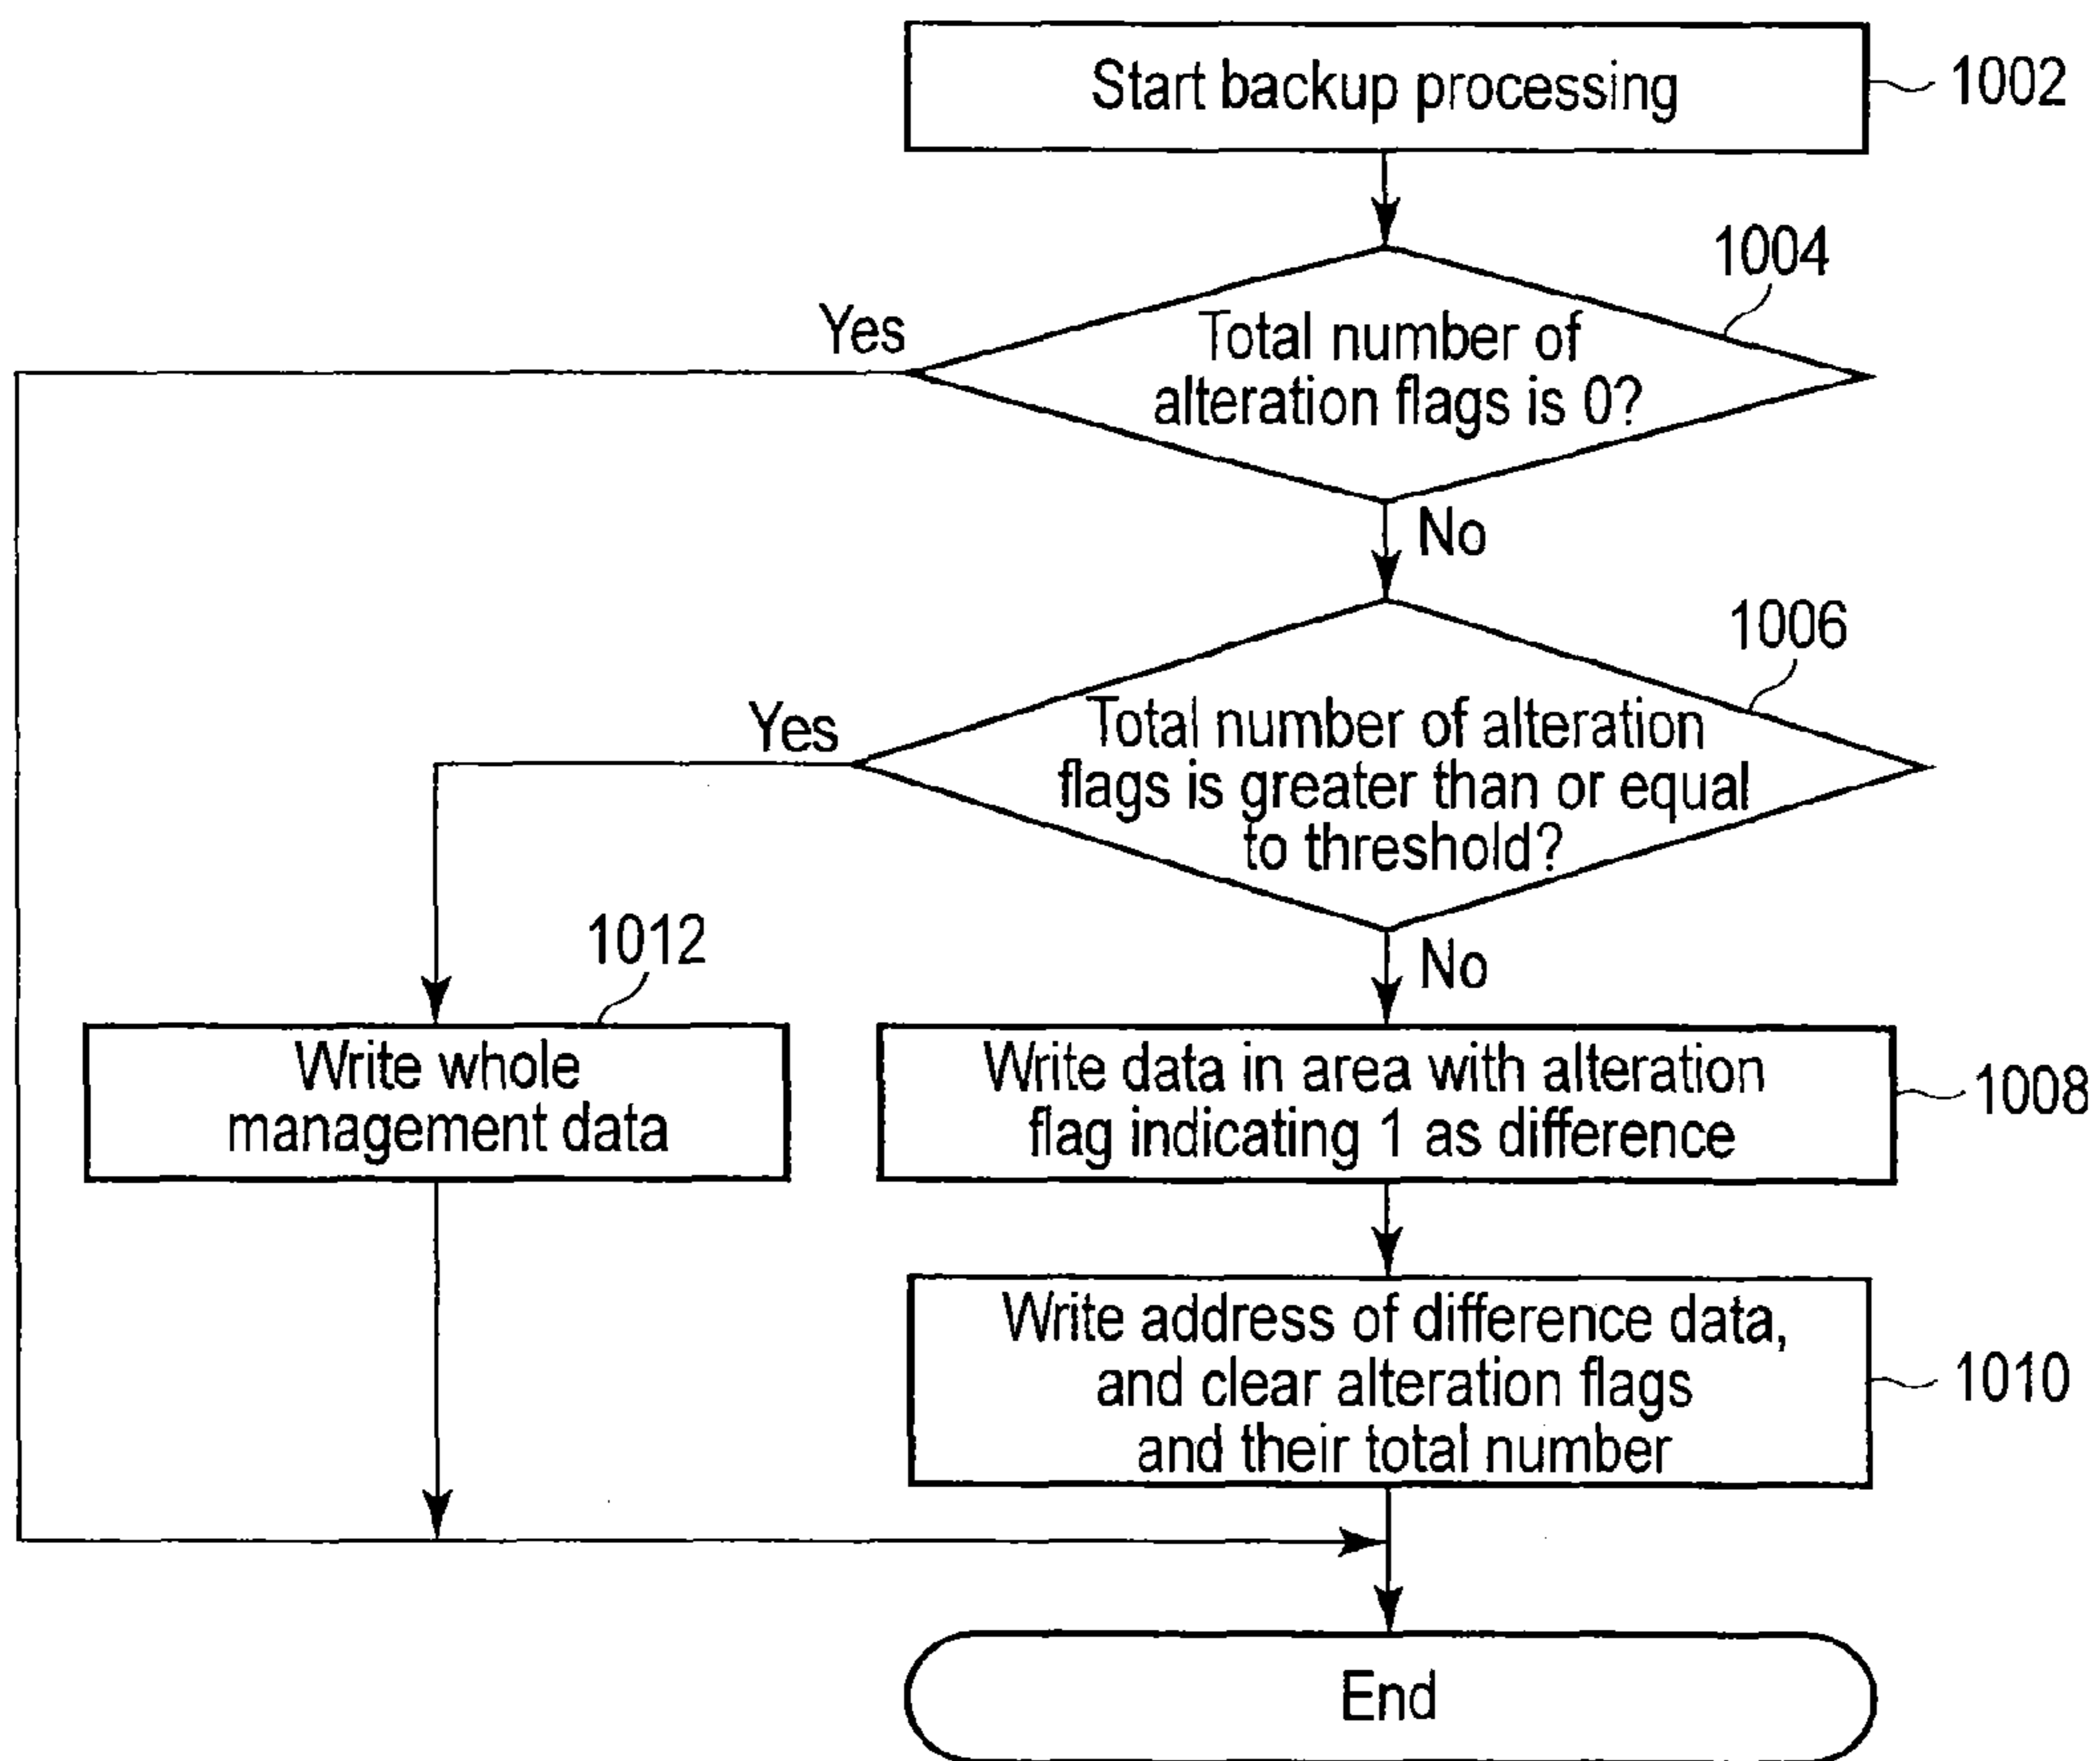 Start backup processing
1002
1004
Yes
Total number of
alteration flags is 0?
No
1006
Yes
Total number of alteration
flags is greater than or equal
to threshold?
1012
No
Write whole
management data
Write data in area with alteration
flag indicating 1 as difference
1008
Write address of difference data,
and clear alteration flags
and their total number
1010
End